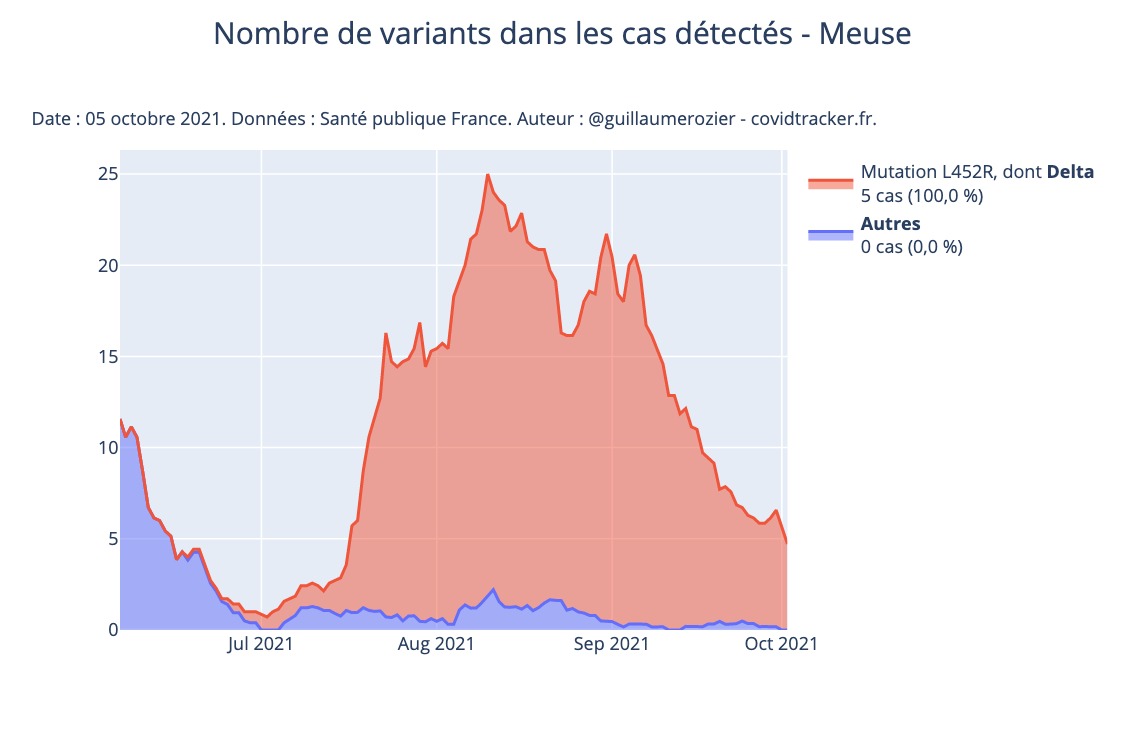 Nombre de variants dans les cas détectés - Meuse
Date : 05 octobre 2021. Données : Santé publique France. Auteur : @guillaumerozier - covidtracker.fr.
Mutation L452R, dont Delta
5 cas (100,0 %)
Autres
0 cas (0,0 %)
25
20
15
10
5
0
Jul 2021
Aug 2021
Sep 2021
Oct 2021